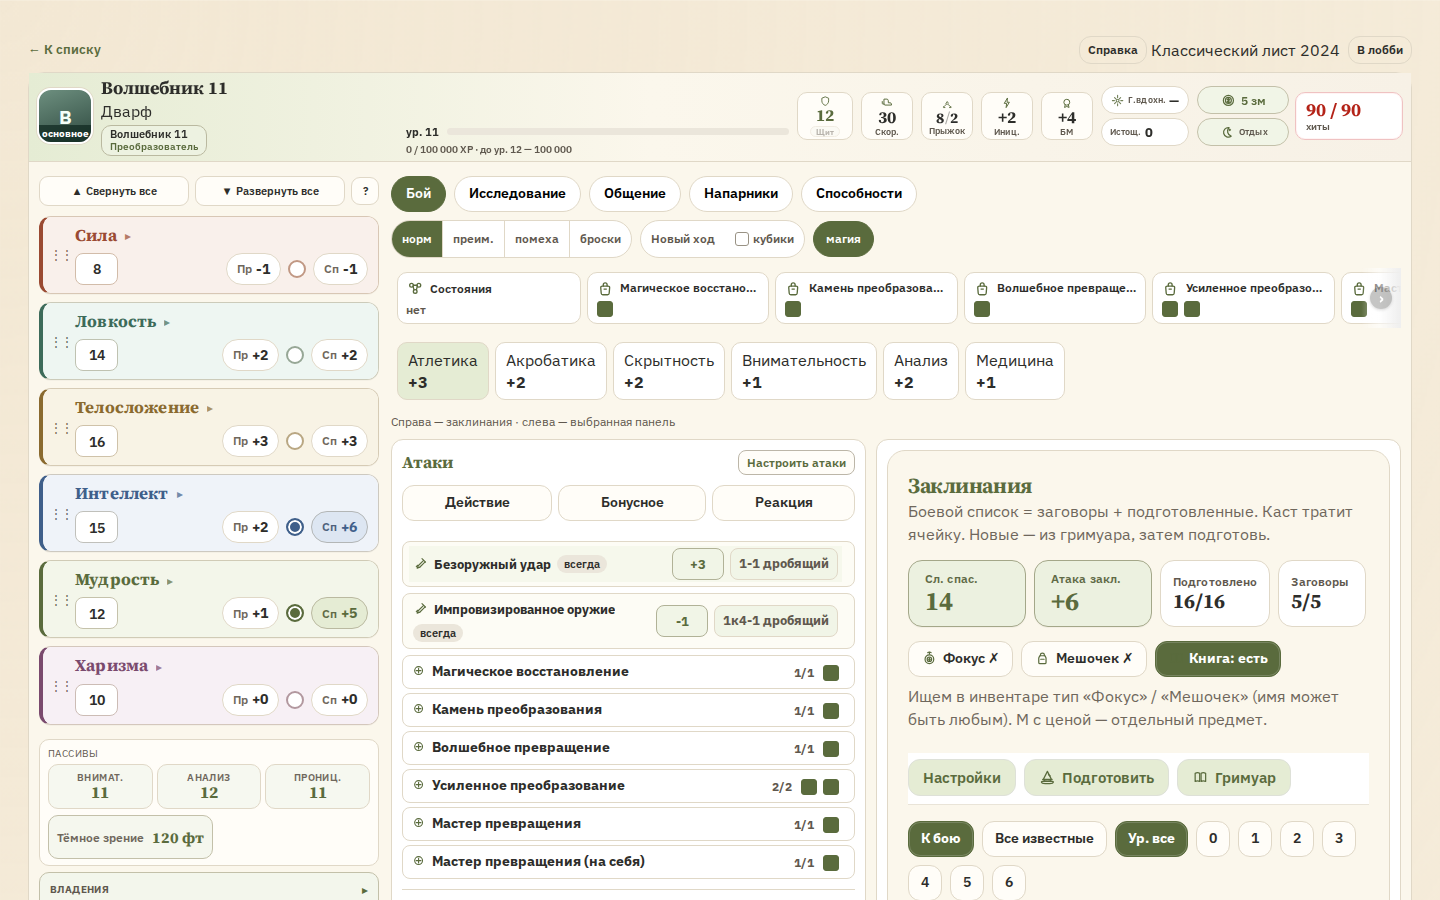 ← К списку
Справка
Классический лист 2024
В лобби
В
основное
Волшебник 11
Дварф
Волшебник 11
Преобразователь
ур. 11
0 / 100 000 XP · до ур. 12 — 100 000
12
Щит
30
Скор.
8/2
Прыжок
+2
Иниц.
+4
БМ
Г.вдохн. —
Истощ. 0
5 зм
Отдых
90 / 90
хиты
▲ Свернуть все
▼ Развернуть все
?
Сила ▸
8
Пр -1
Сп -1
Ловкость ▸
14
Пр +2
Сп +2
Телосложение ▸
16
Пр +3
Сп +3
Интеллект ▸
15
Пр +2
Сп +6
Мудрость ▸
12
Пр +1
Сп +5
Харизма ▸
10
Пр +0
Сп +0
ПАССИВЫ
ВНИМАТ.
11
АНАЛИЗ
12
ПРОНИЦ.
11
Тёмное зрение 120 фт
ВЛАДЕНИЯ ▸
Бой
Исследование
Общение
Напарники
Способности
норм
преим.
помеха
броски
Новый ход
кубики
магия
Состояния
нет
Магическое восстано...
Камень преобразова...
Волшебное превраще...
Усиленное преобразо...
Маст
›
Атлетика
+3
Акробатика
+2
Скрытность
+2
Внимательность
+1
Анализ
+2
Медицина
+1
Справа — заклинания · слева — выбранная панель
Атаки
Настроить атаки
Действие
Бонусное
Реакция
Безоружный удар всегда
+3
1-1 дробящий
Импровизированное оружие
всегда
-1
1к4-1 дробящий
Магическое восстановление 1/1
Камень преобразования 1/1
Волшебное превращение 1/1
Усиленное преобразование 2/2
Мастер превращения 1/1
Мастер превращения (на себя) 1/1
Заклинания
Боевой список = заговоры + подготовленные. Каст тратит
ячейку. Новые — из гримуара, затем подготовь.
Сл. спас.
14
Атака закл.
+6
Подготовлено
16/16
Заговоры
5/5
Фокус ✗
Мешочек ✗
Книга: есть
Ищем в инвентаре тип «Фокус» / «Мешочек» (имя может
быть любым). М с ценой — отдельный предмет.
Настройки
Подготовить
Гримуар
К бою
Все известные
Ур. все
0
1
2
3
4
5
6